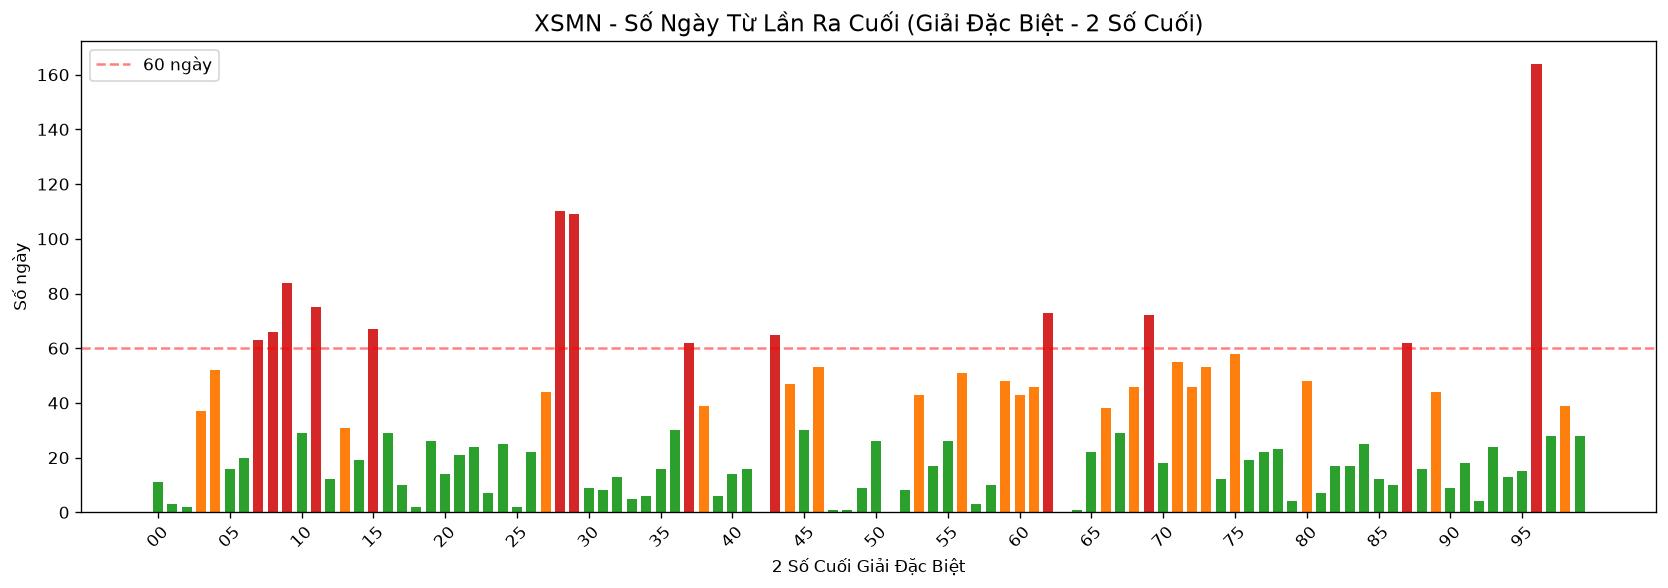 XSMN - Số Ngày Từ Lần Ra Cuối (Giải Đặc Biệt - 2 Số Cuối)
60 ngày
Số ngày
160
140
120
100
80
60
40
20
0
00 05 10 15 20 25 30 35 40 45 50 55 60 65 70 75 80 85 90 95
2 Số Cuối Giải Đặc Biệt